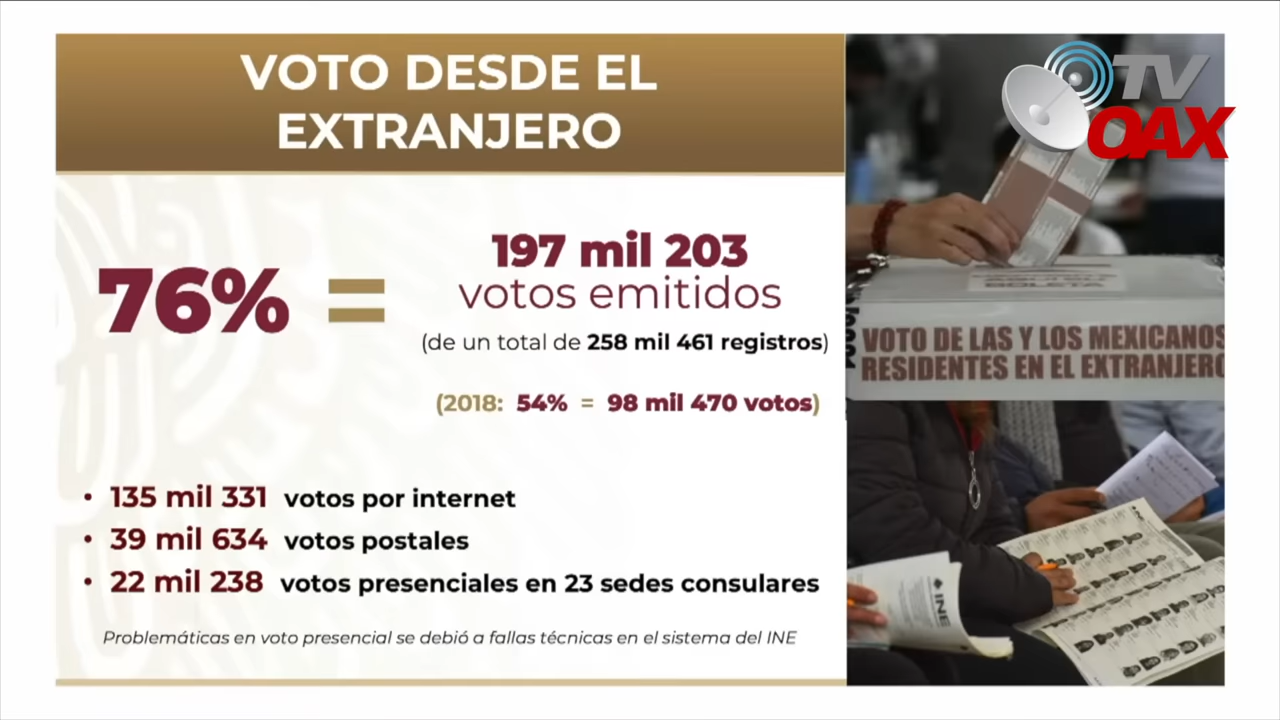 VOTO DESDE EL
EXTRANJERO
TV
OAX
76% =
197 mil 203
votos emitidos
(de un total de 258 mil 461 registros)
(2018: 54% = 98 mil 470 votos)
• 135 mil 331 votos por internet
• 39 mil 634 votos postales
• 22 mil 238 votos presenciales en 23 sedes consulares
Problemáticas en voto presencial se debió a fallas técnicas en el sistema del INE
BOLETA
VOTO DE LAS Y LOS MEXICANOS
RESIDENTES EN EL EXTRANJERO
INE